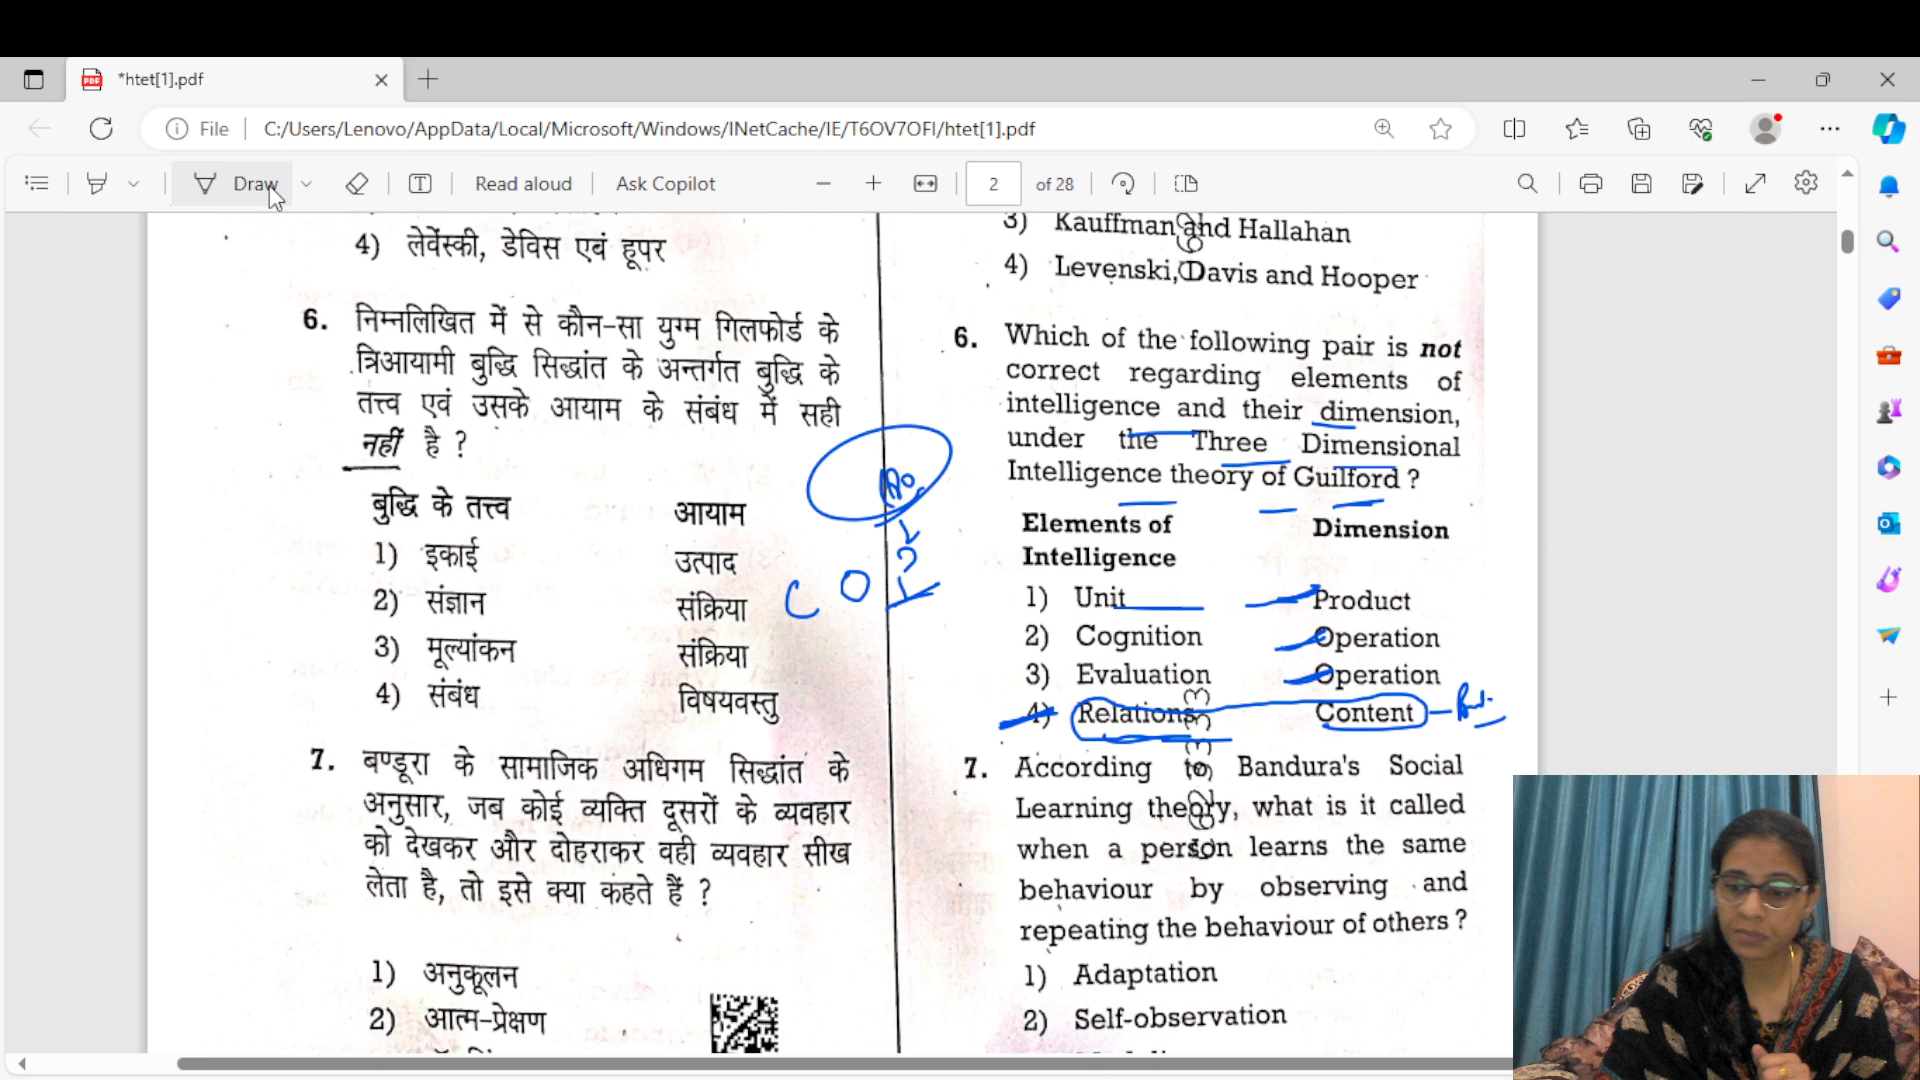 *htet[1].pdf
File
C:/Users/Lenovo/AppData/Local/Microsoft/Windows/INetCache/IE/T6OV7OFI/htet[1].pdf
Draw
Read aloud
Ask Copilot
2
of 28
4) लेवेंस्की, डेविस एवं हूपर
6. निम्नलिखित में से कौन-सा युग्म गिलफोर्ड के
त्रिआयामी बुद्धि सिद्धांत के अन्तर्गत बुद्धि के
तत्त्व एवं उसके आयाम के संबंध में सही
नहीं है ?
बुद्धि के तत्त्व आयाम
1) इकाई उत्पाद
2) संज्ञान संक्रिया
3) मूल्यांकन संक्रिया
4) संबंध विषयवस्तु
C O
7. बण्डूरा के सामाजिक अधिगम सिद्धांत के
अनुसार, जब कोई व्यक्ति दूसरों के व्यवहार
को देखकर और दोहराकर वही व्यवहार सीख
लेता है, तो इसे क्या कहते हैं ?
1) अनुकूलन
2) आत्म-प्रेक्षण
3) Kauffman and Hallahan
4) Levenski, Davis and Hooper
6. Which of the following pair is not
correct regarding elements of
intelligence and their dimension,
under the Three Dimensional
Intelligence theory of Guilford ?
Elements of Dimension
Intelligence
1) Unit Product
2) Cognition Operation
3) Evaluation Operation
4) Relations Content
7. According to Bandura's Social
Learning theory, what is it called
when a person learns the same
behaviour by observing and
repeating the behaviour of others ?
1) Adaptation
2) Self-observation